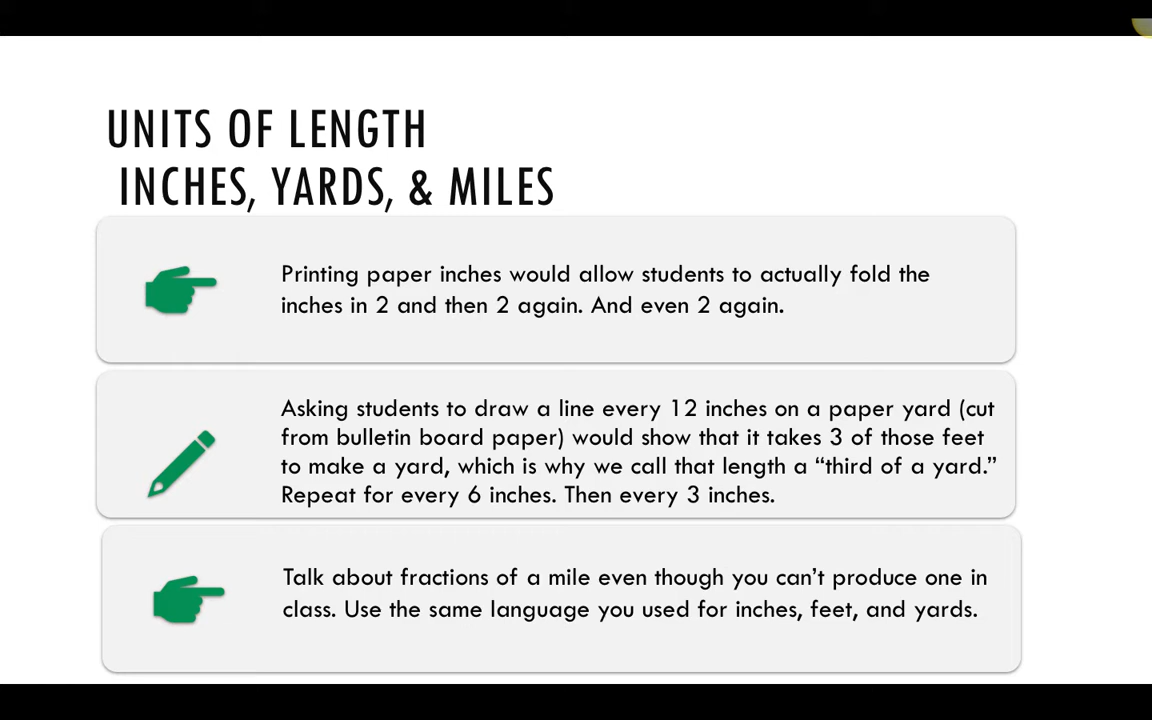 UNITS OF LENGTH
INCHES, YARDS, & MILES
Printing paper inches would allow students to actually fold the
inches in 2 and then 2 again. And even 2 again.
Asking students to draw a line every 12 inches on a paper yard (cut
from bulletin board paper) would show that it takes 3 of those feet
to make a yard, which is why we call that length a “third of a yard.”
Repeat for every 6 inches. Then every 3 inches.
Talk about fractions of a mile even though you can’t produce one in
class. Use the same language you used for inches, feet, and yards.